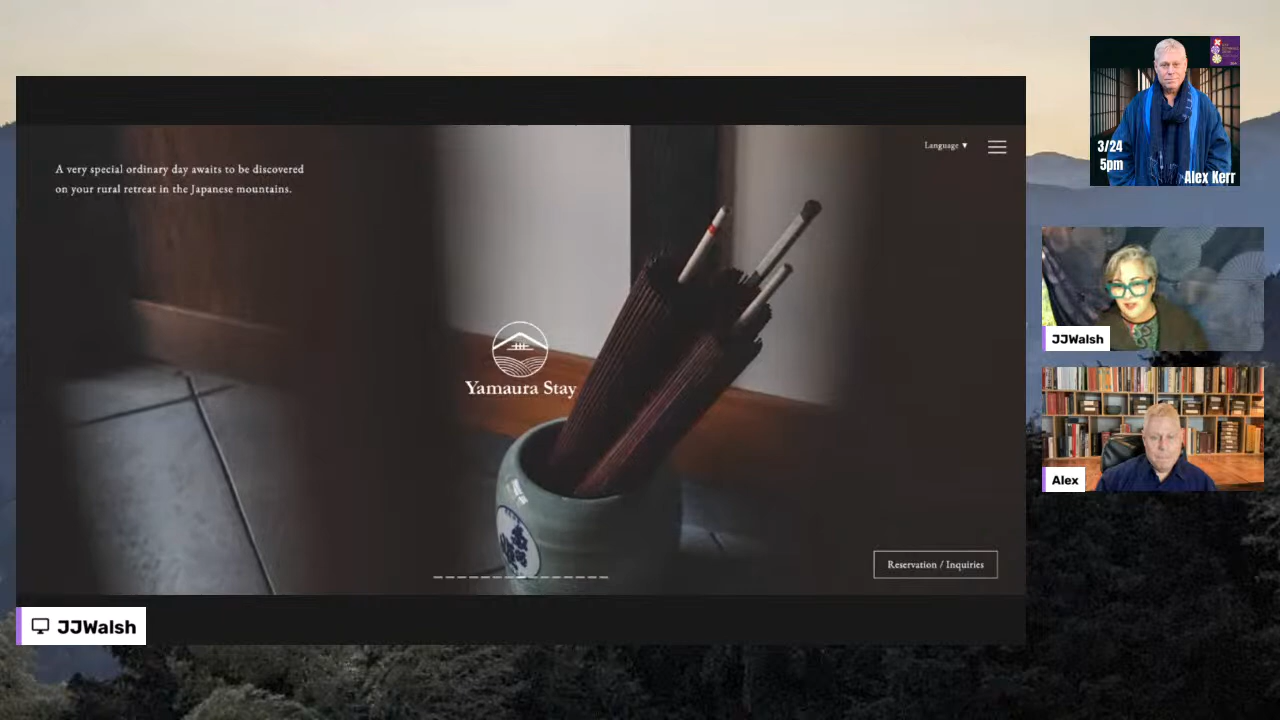 A very special ordinary day awaits to be discovered
on your rural retreat in the Japanese mountains.
Language ▼
Yamaura Stay
Reservation / Inquiries
JJWalsh
3/24
5pm
Alex Kerr
JJWalsh
Alex